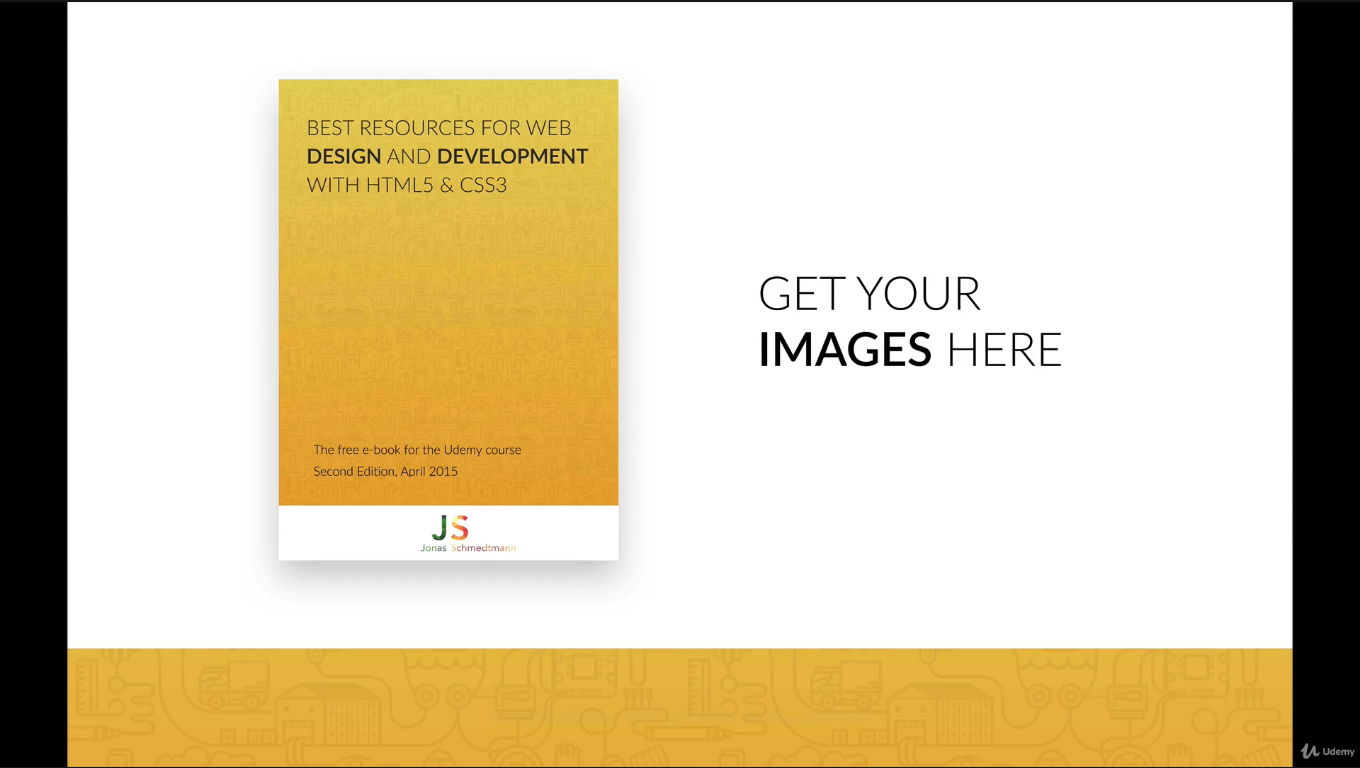 BEST RESOURCES FOR WEB
DESIGN AND DEVELOPMENT
WITH HTML5 & CSS3
The free e-book for the Udemy course
Second Edition, April 2015
JS
Jonas Schmedtmann
GET YOUR
IMAGES HERE
Udemy